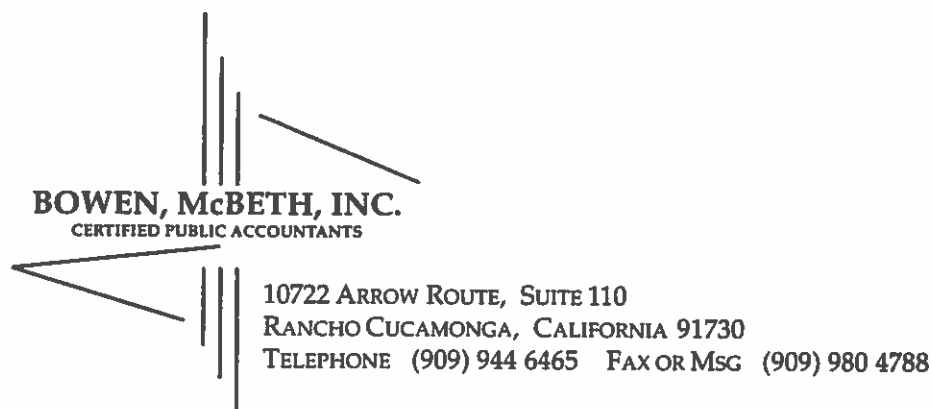 BOWEN, McBETH, INC.
CERTIFIED PUBLIC ACCOUNTANTS
10722 ARROW ROUTE, SUITE 110
RANCHO CUCAMONGA, CALIFORNIA 91730
TELEPHONE (909) 944 6465 FAX OR MSG (909) 980 4788